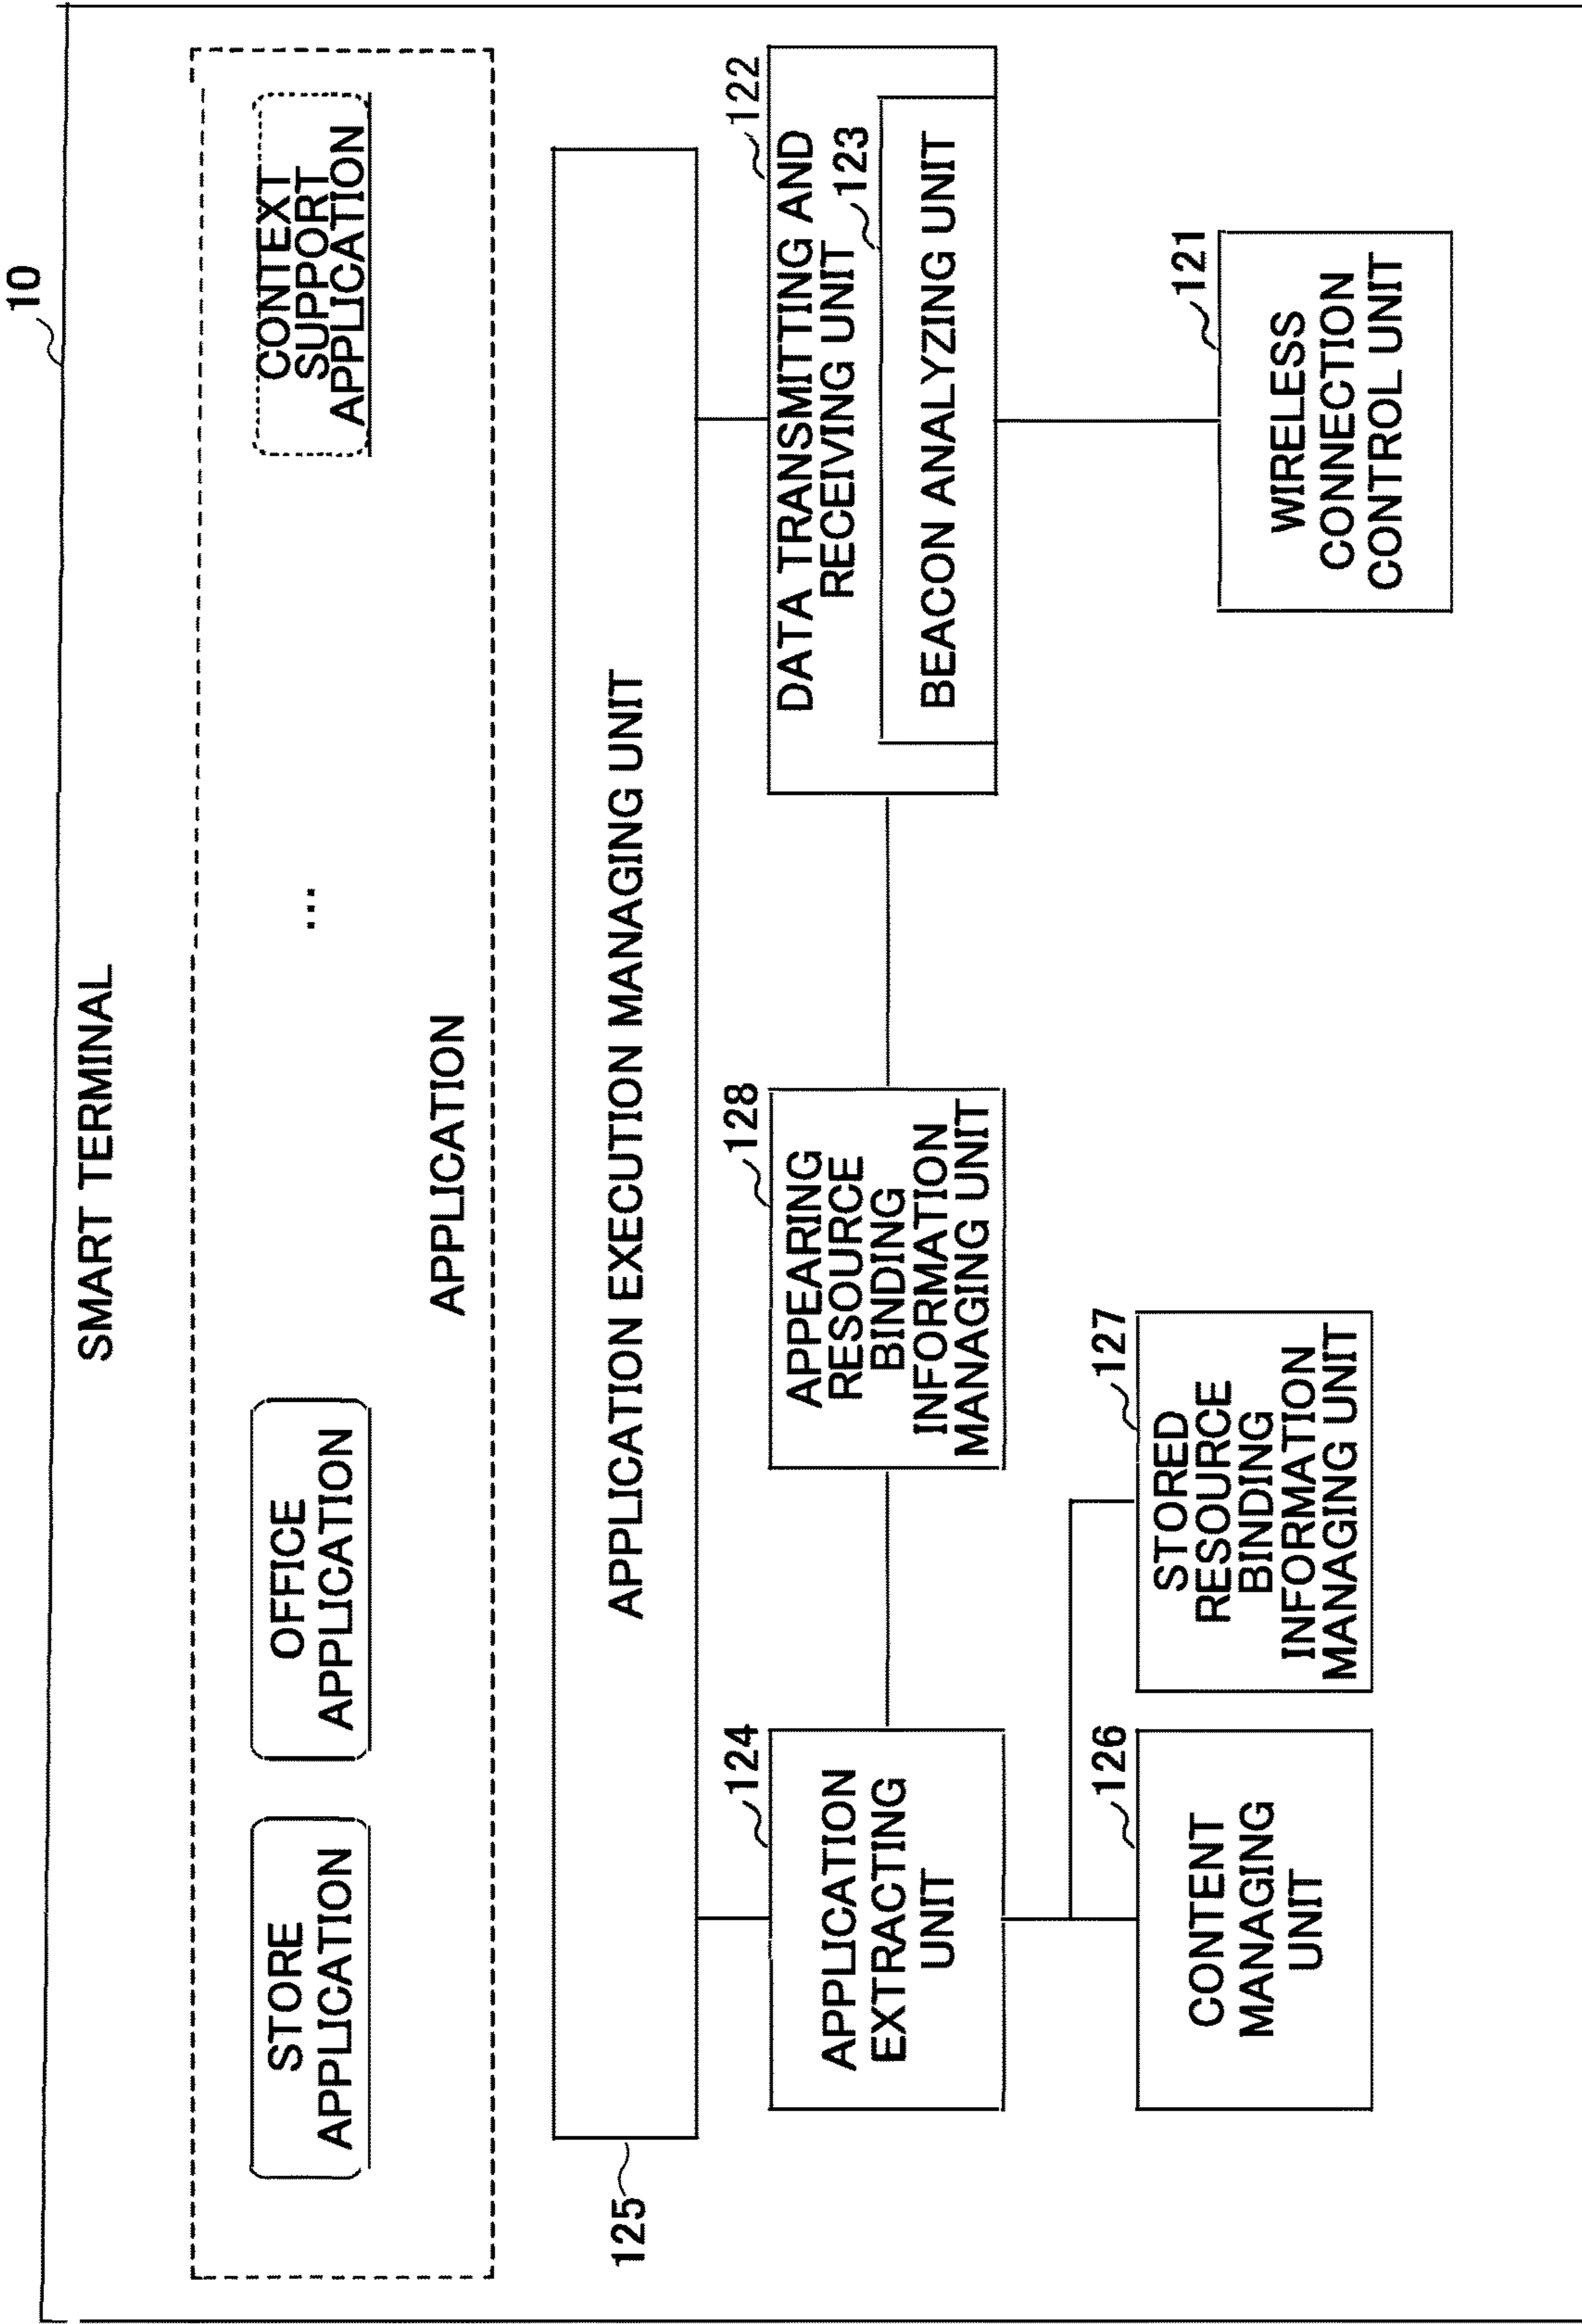 10
SMART TERMINAL
STORE
APPLICATION
OFFICE
APPLICATION
...
CONTEXT
SUPPORT
APPLICATION
APPLICATION
125
APPLICATION EXECUTION MANAGING UNIT
124
APPLICATION
EXTRACTING
UNIT
128
APPEARING
RESOURCE
BINDING
INFORMATION
MANAGING UNIT
122
DATA TRANSMITTING AND
RECEIVING UNIT
123
BEACON ANALYZING UNIT
126
CONTENT
MANAGING
UNIT
127
STORED
RESOURCE
BINDING
INFORMATION
MANAGING UNIT
121
WIRELESS
CONNECTION
CONTROL UNIT